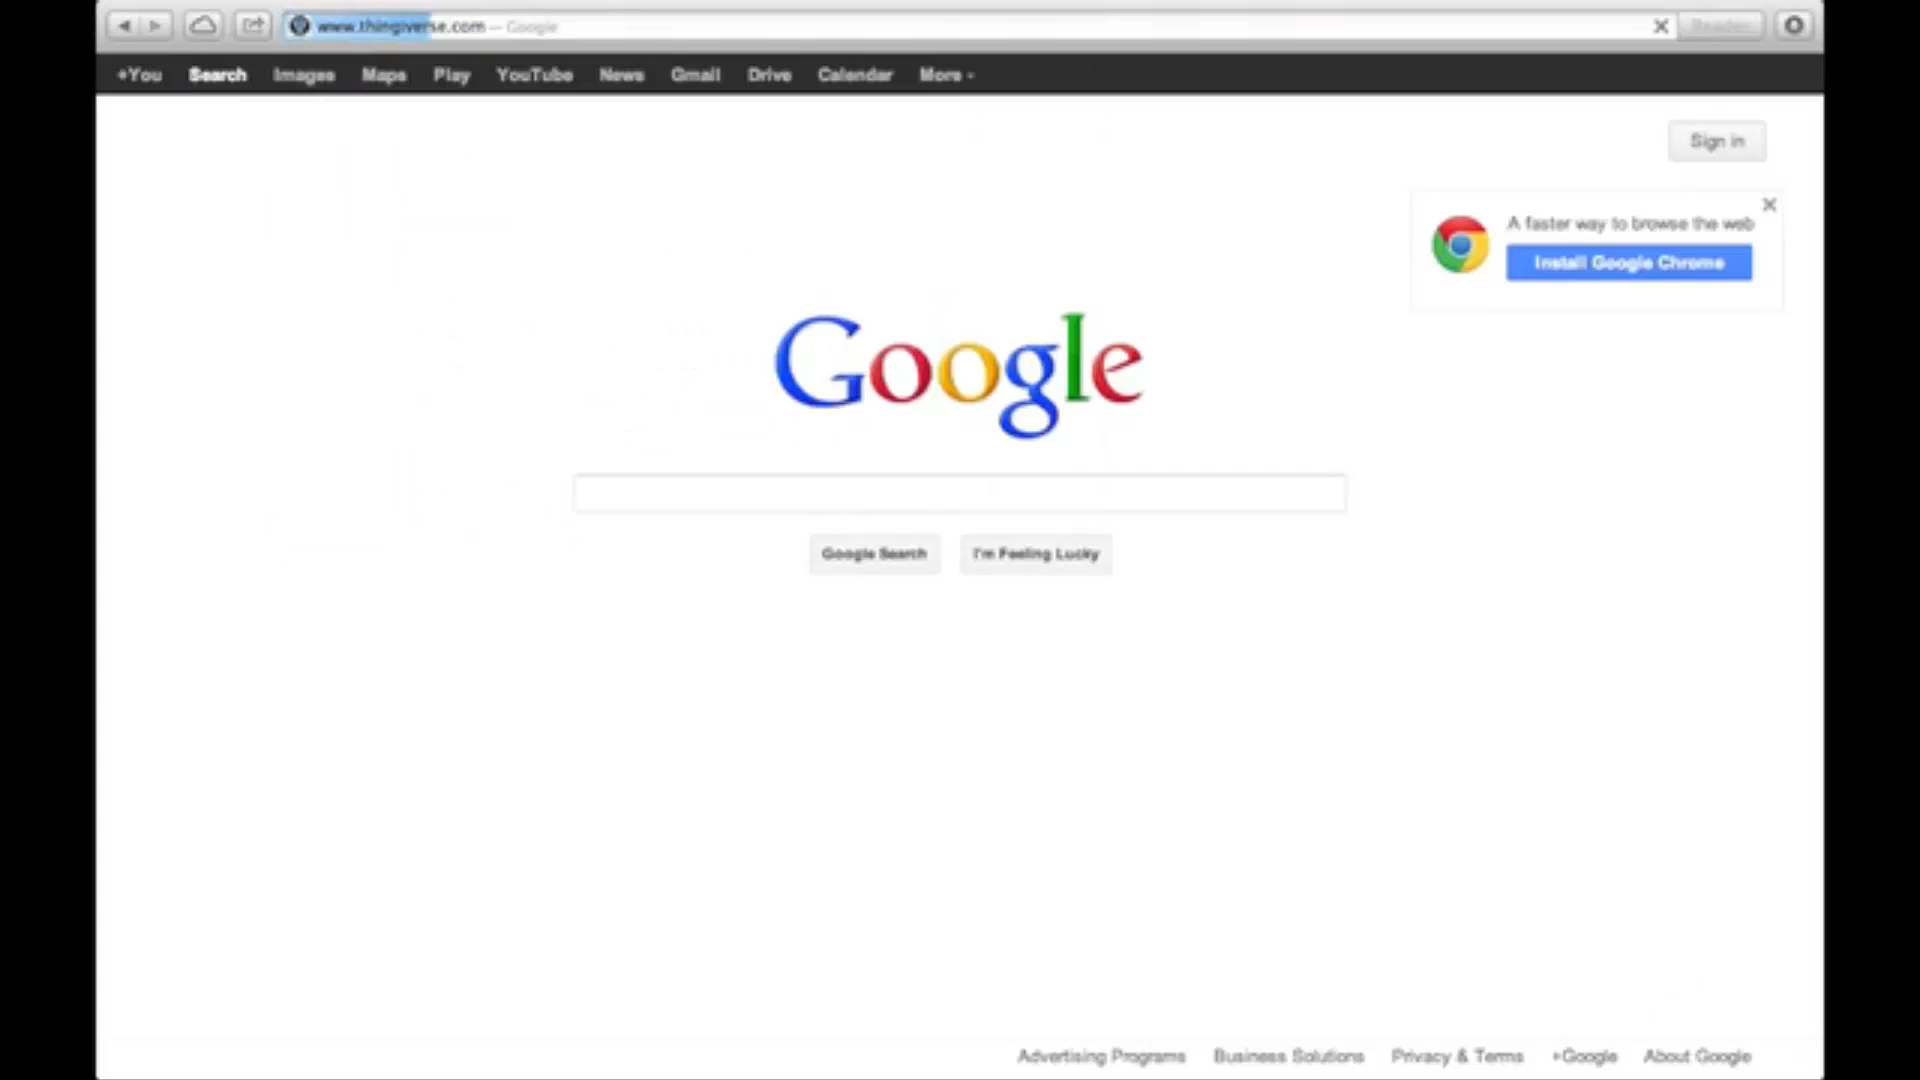 www.thingiverse.com — Google
Reader
+You Search Images Maps Play YouTube News Gmail Drive Calendar More
Sign in
A faster way to browse the web
Install Google Chrome
Google
Google Search I'm Feeling Lucky
Advertising Programs Business Solutions Privacy & Terms +Google About Google